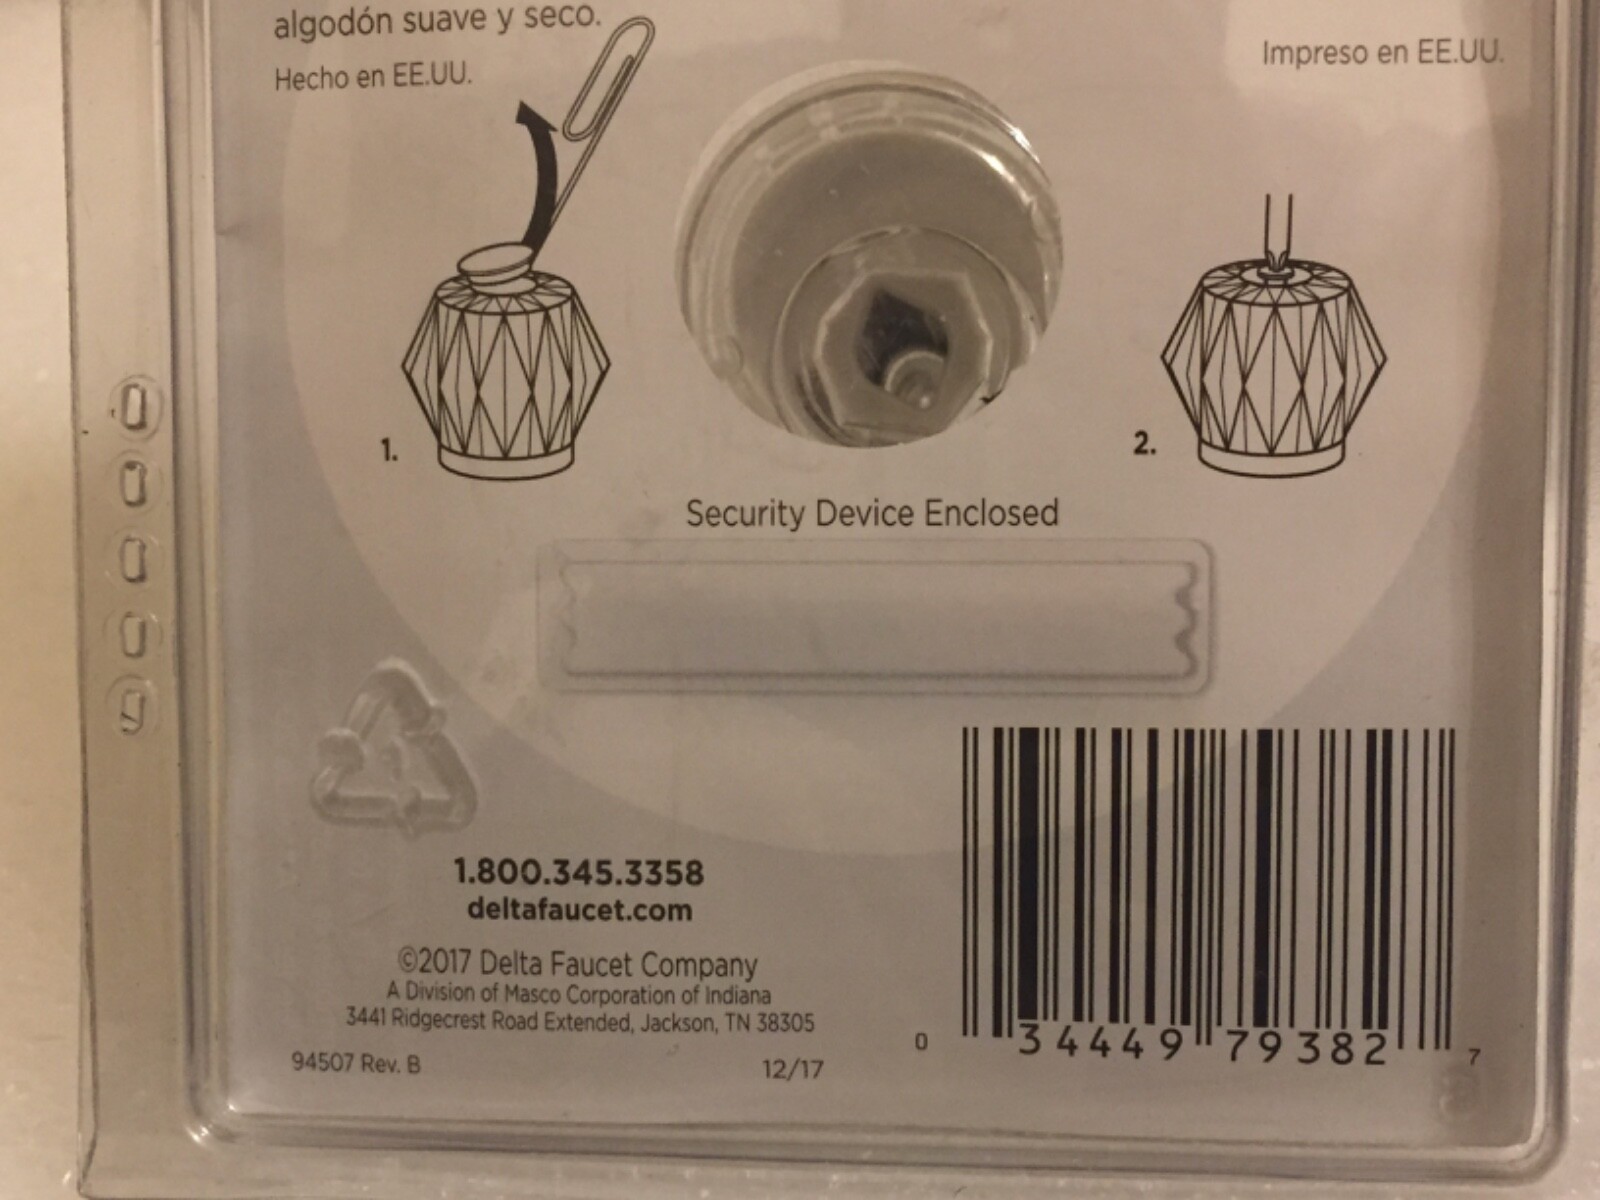 algodón suave y seco.
Hecho en EE.UU.
Impreso en EE.UU.
1.
2.
Security Device Enclosed
1.800.345.3358
deltafaucet.com
©2017 Delta Faucet Company
A Division of Masco Corporation of Indiana
3441 Ridgecrest Road Extended, Jackson, TN 38305
94507 Rev. B
12/17
0 34449 79382 7